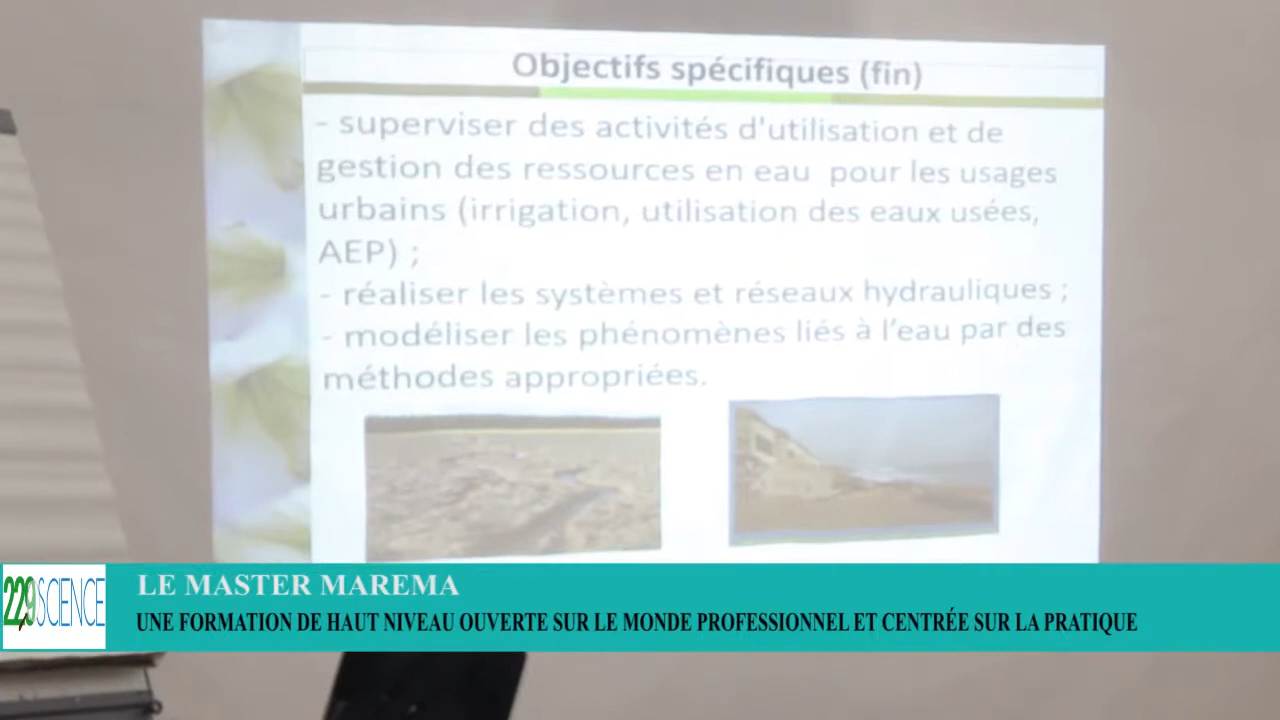 Objectifs spécifiques (fin)
- superviser des activités d'utilisation et de
gestion des ressources en eau pour les usages
urbains (irrigation, utilisation des eaux usées,
AEP) ;
- réaliser les systèmes et réseaux hydrauliques ;
- modéliser les phénomènes liés à l’eau par des
méthodes appropriées.
229SCIENCE
LE MASTER MAREMA
UNE FORMATION DE HAUT NIVEAU OUVERTE SUR LE MONDE PROFESSIONNEL ET CENTRÉE SUR LA PRATIQUE